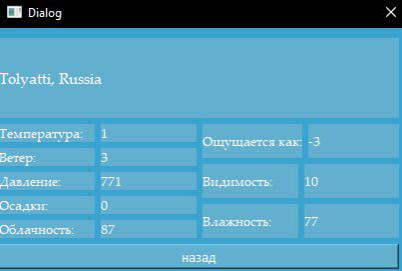 Dialog
Tolyatti, Russia
Температура: 1
Ветер: 3
Давление: 771
Осадки: 0
Облачность: 87
Ощущается как: -3
Видимость: 10
Влажность: 77
назад